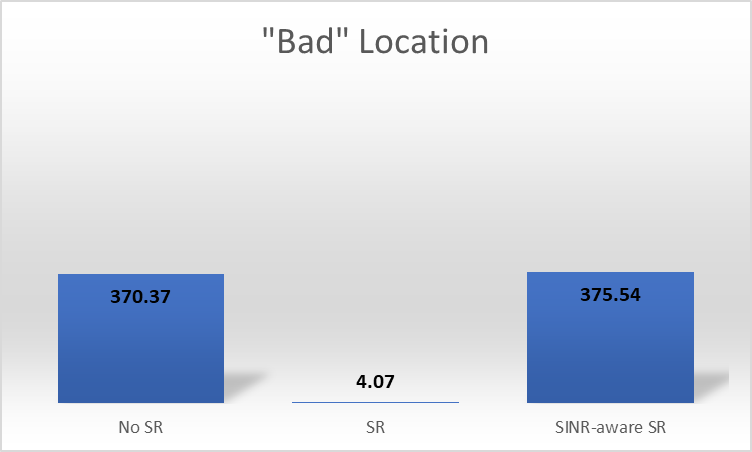 "Bad" Location
370.37
4.07
375.54
No SR
SR
SINR-aware SR